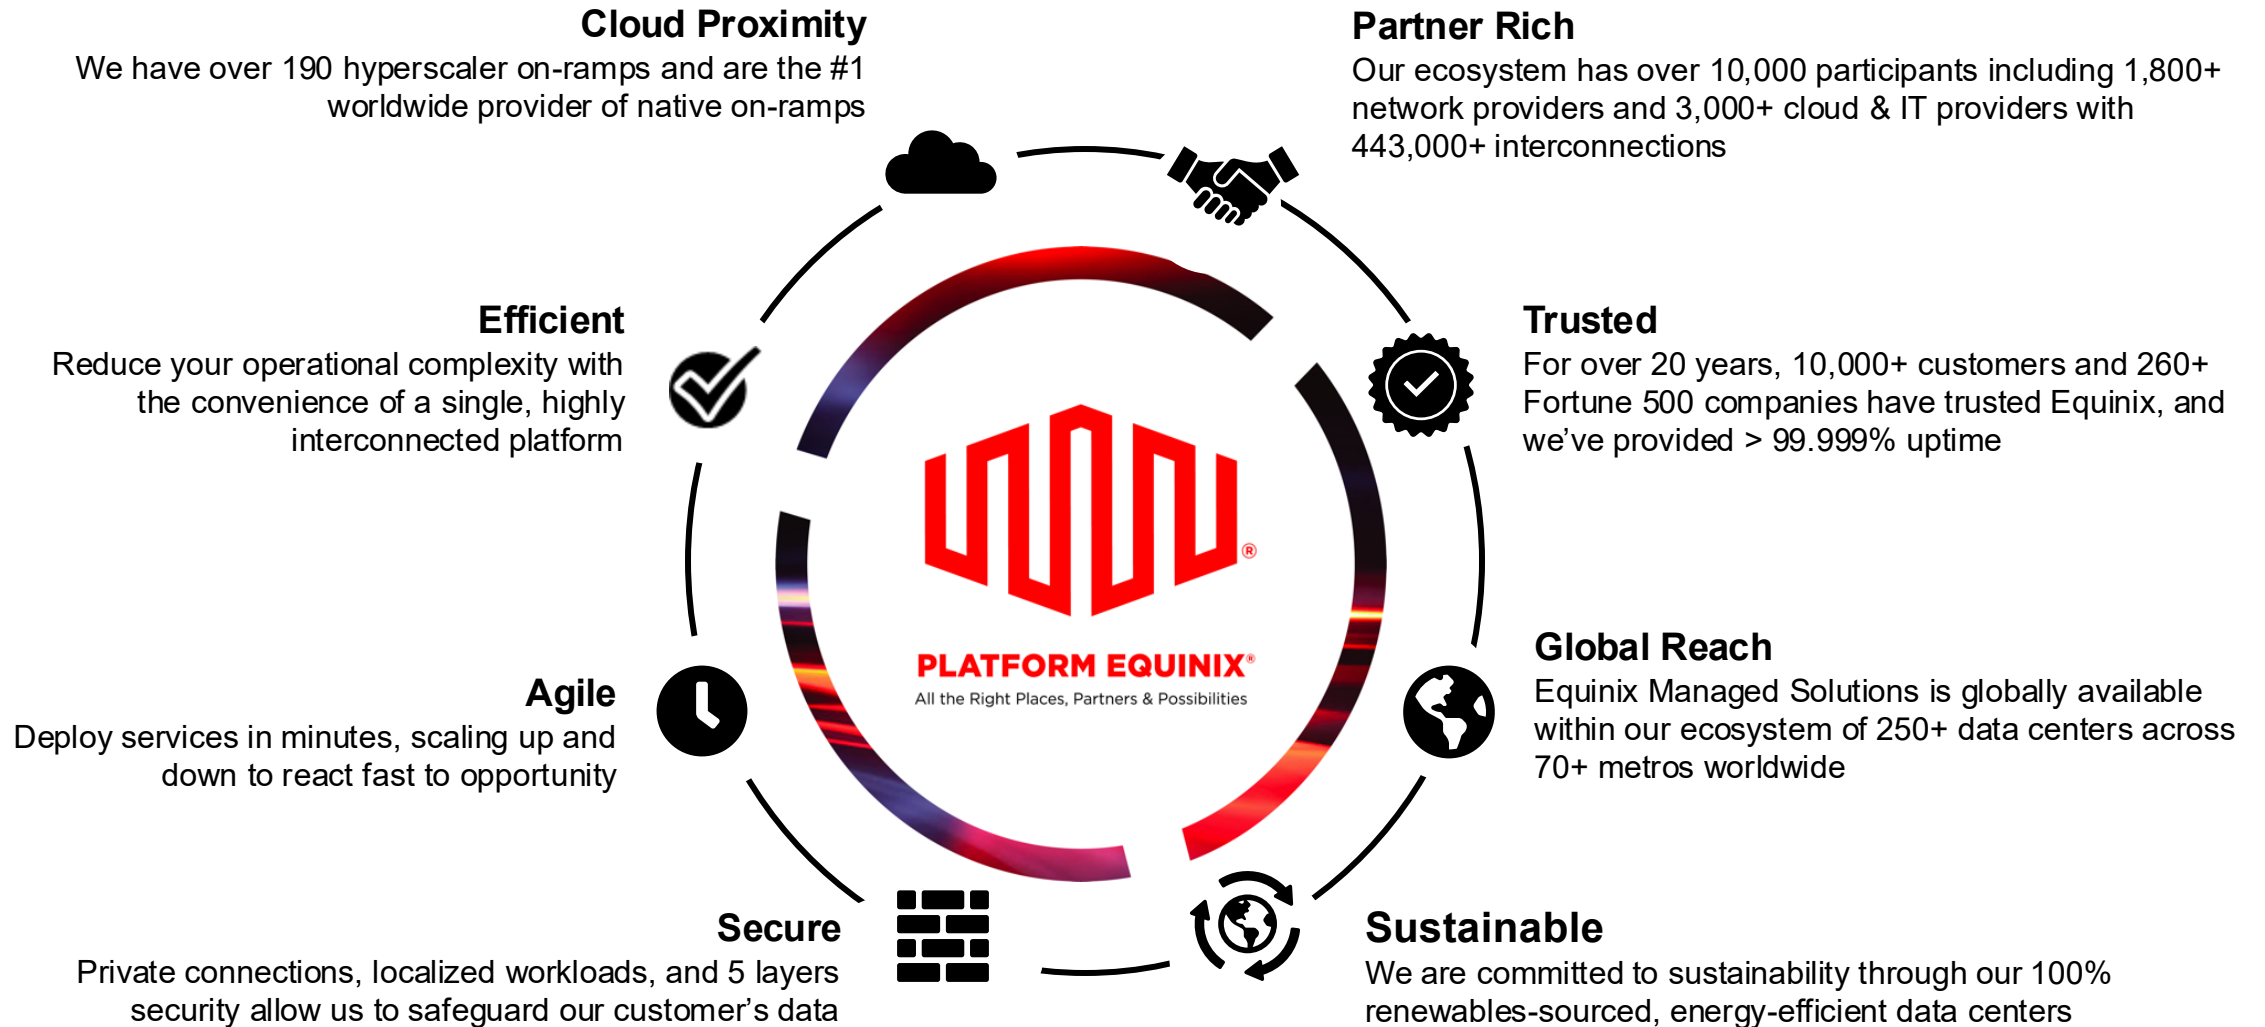 Cloud Proximity
We have over 190 hyperscaler on-ramps and are the #1
worldwide provider of native on-ramps
Partner Rich
Our ecosystem has over 10,000 participants including 1,800+
network providers and 3,000+ cloud & IT providers with
443,000+ interconnections
Efficient
Reduce your operational complexity with
the convenience of a single, highly
interconnected platform
Trusted
For over 20 years, 10,000+ customers and 260+
Fortune 500 companies have trusted Equinix, and
we’ve provided > 99.999% uptime
®
PLATFORM EQUINIX®
All the Right Places, Partners & Possibilities
Agile
Deploy services in minutes, scaling up and
down to react fast to opportunity
Global Reach
Equinix Managed Solutions is globally available
within our ecosystem of 250+ data centers across
70+ metros worldwide
Secure
Private connections, localized workloads, and 5 layers
security allow us to safeguard our customer’s data
Sustainable
We are committed to sustainability through our 100%
renewables-sourced, energy-efficient data centers